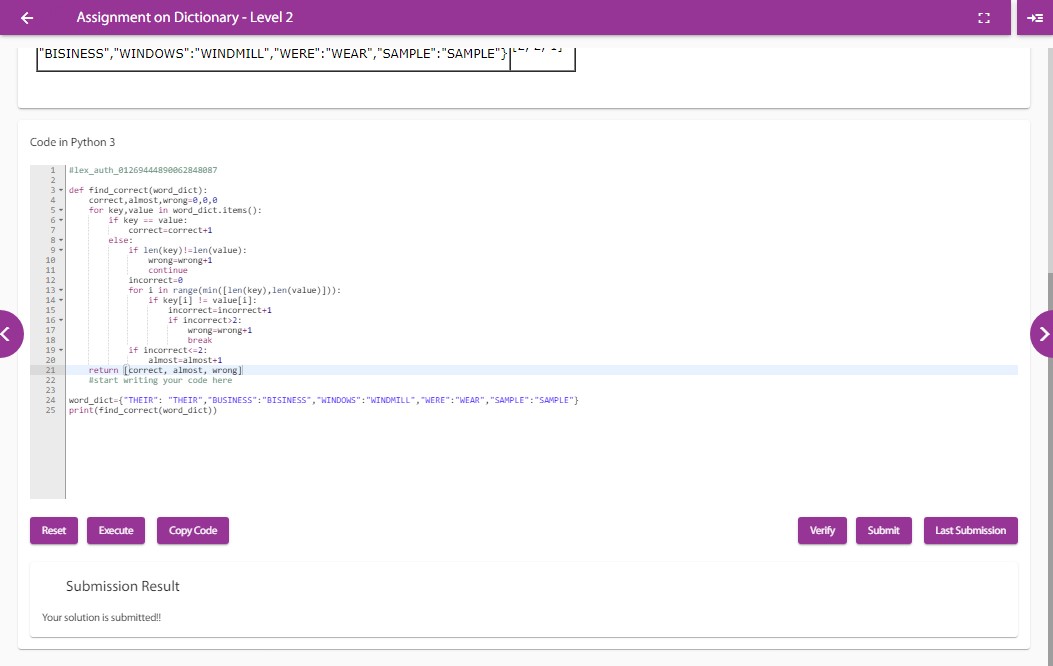 Assignment on Dictionary - Level 2
"BISINESS","WINDOWS":"WINDMILL","WERE":"WEAR","SAMPLE":"SAMPLE"}
Code in Python 3
1 #lex_auth_01269444890062848087
2
3 def find_correct(word_dict):
4 correct,almost,wrong=0,0,0
5 for key,value in word_dict.items():
6 if key == value:
7 correct=correct+1
8 else:
9 if len(key)!=len(value):
10 wrong=wrong+1
11 continue
12 incorrect=0
13 for i in range(min([len(key),len(value)])):
14 if key[i] != value[i]:
15 incorrect=incorrect+1
16 if incorrect>2:
17 wrong=wrong+1
18 break
19 if incorrect<=2:
20 almost=almost+1
21 return [correct, almost, wrong]
22 #start writing your code here
23
24 word_dict={"THEIR": "THEIR","BUSINESS":"BISINESS","WINDOWS":"WINDMILL","WERE":"WEAR","SAMPLE":"SAMPLE"}
25 print(find_correct(word_dict))
Reset Execute Copy Code Verify Submit Last Submission
Submission Result
Your solution is submitted!!